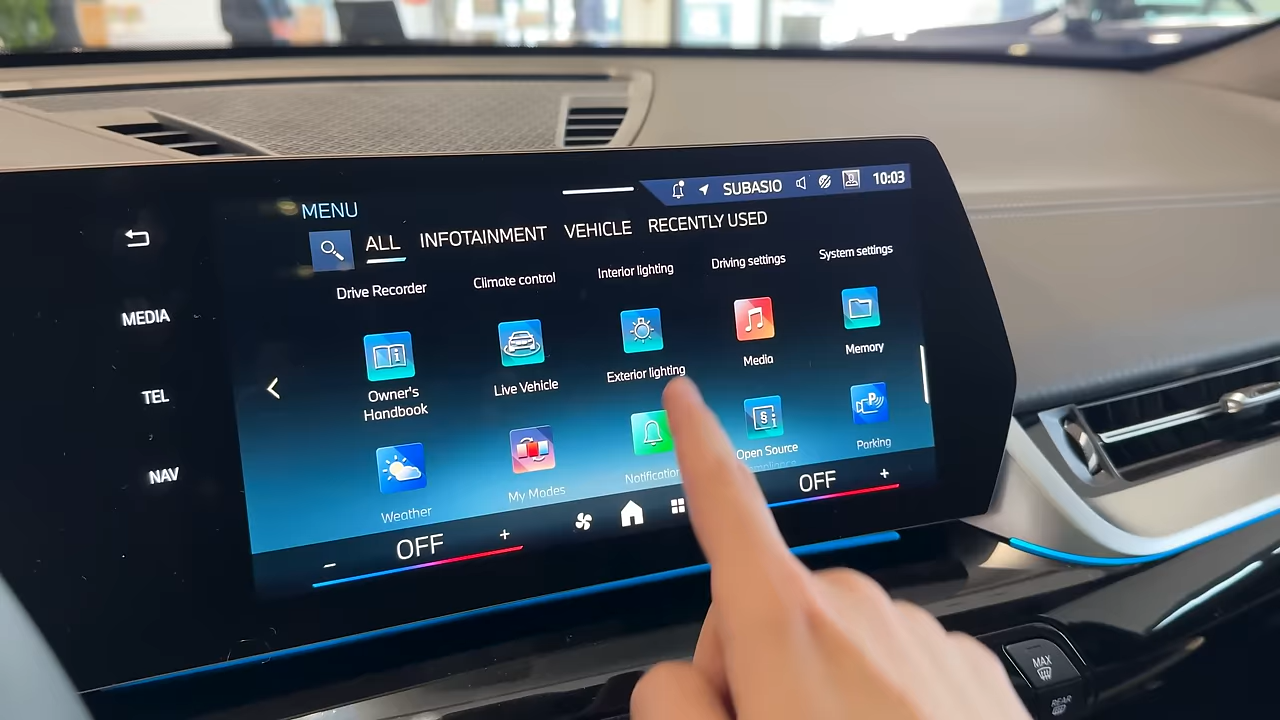 SUBASIO 10:03
MENU
ALL INFOTAINMENT VEHICLE RECENTLY USED
Drive Recorder Climate control Interior lighting Driving settings System settings
MEDIA
TEL
NAV
Owner's
Handbook
Live Vehicle
Exterior lighting
Media
Memory
Weather
My Modes
Notification
Open Source
Compliance
Parking
- OFF +
OFF +
MAX
REAR